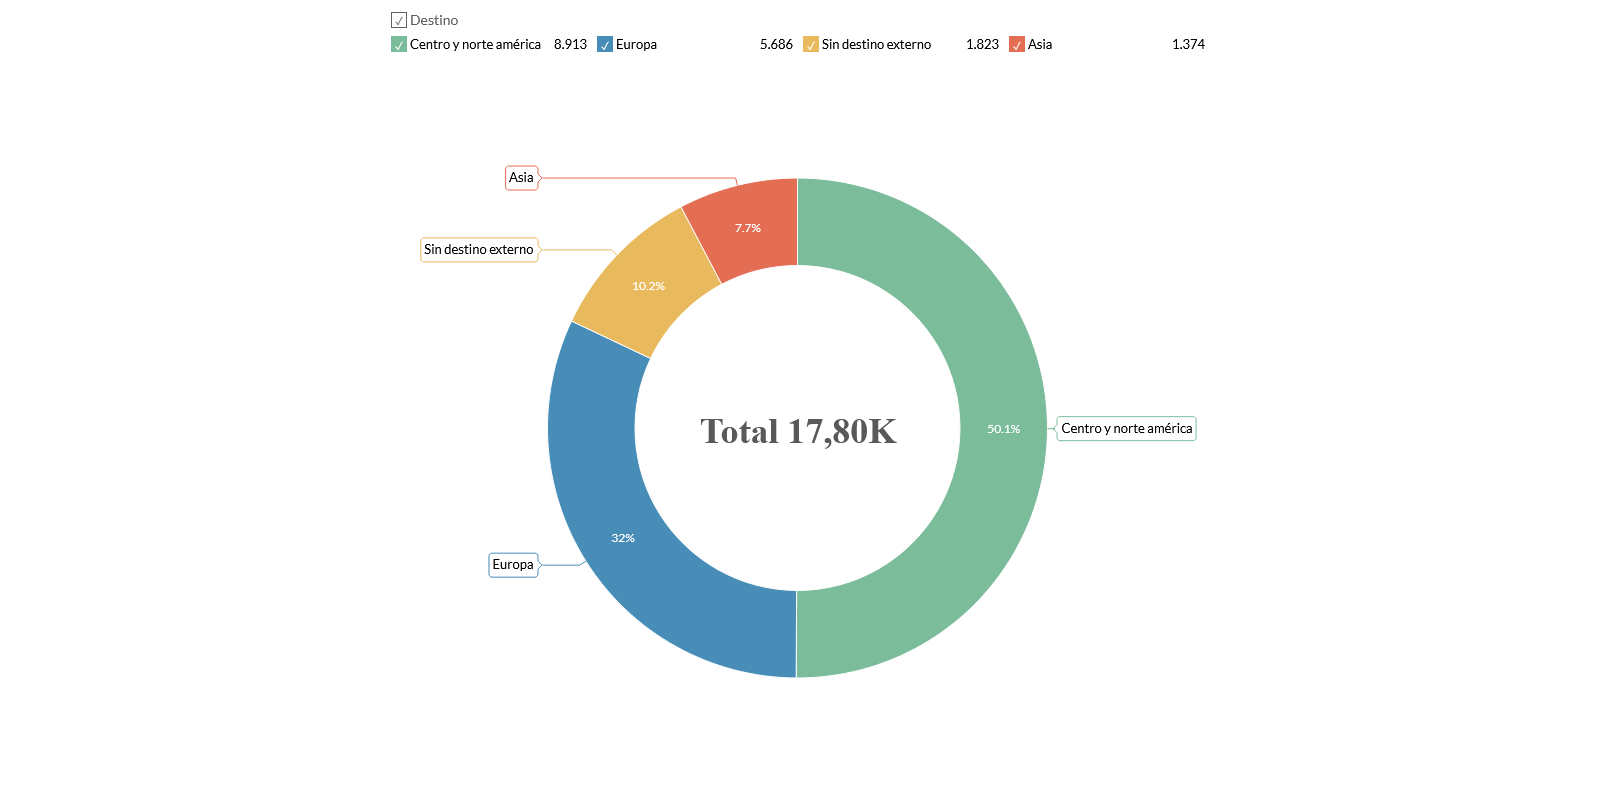 Destino
Centro y norte américa 8.913 Europa 5.686 Sin destino externo 1.823 Asia 1.374
Asia
7.7%
Sin destino externo
10.2%
Total 17,80K
50.1%
Centro y norte américa
32%
Europa